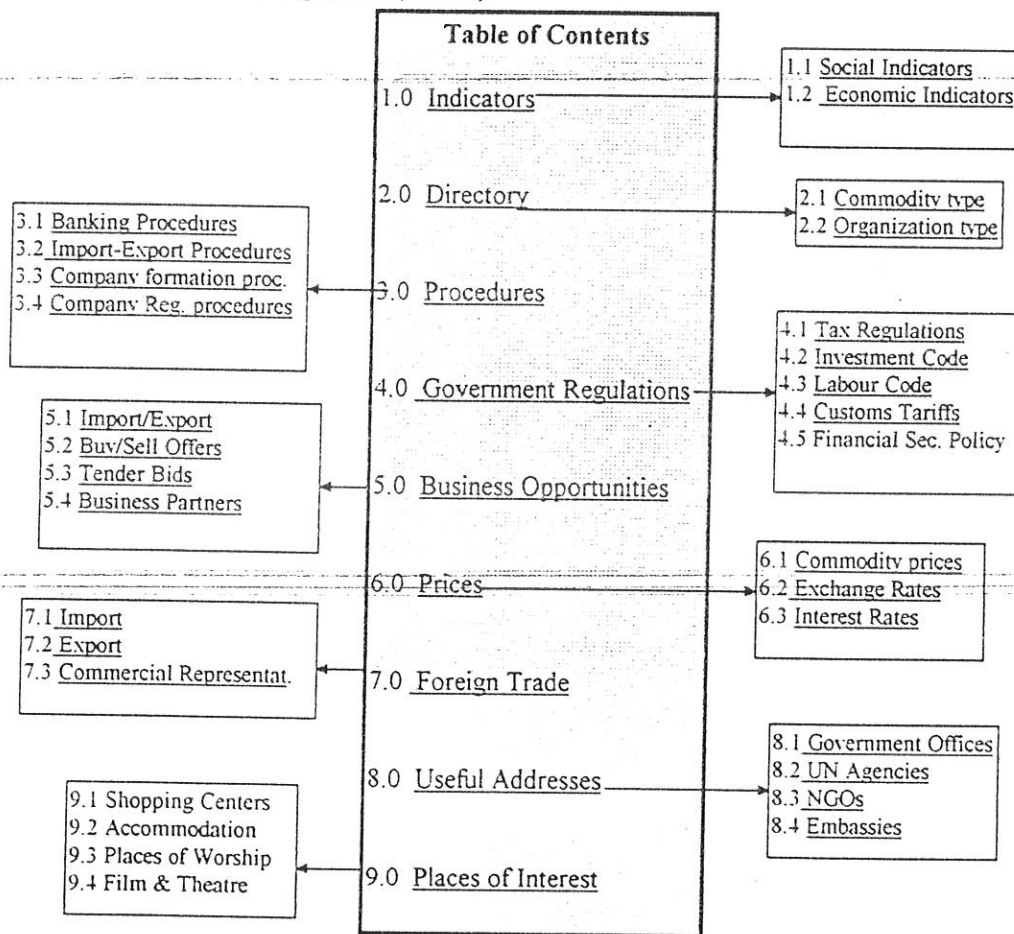 Table of Contents
1.0 Indicators
1.1 Social Indicators
1.2 Economic Indicators
2.0 Directory
2.1 Commodity type
2.2 Organization type
3.0 Procedures
3.1 Banking Procedures
3.2 Import-Export Procedures
3.3 Company formation proc.
3.4 Company Reg. procedures
4.0 Government Regulations
4.1 Tax Regulations
4.2 Investment Code
4.3 Labour Code
4.4 Customs Tariffs
4.5 Financial Sec. Policy
5.0 Business Opportunities
5.1 Import/Export
5.2 Buy/Sell Offers
5.3 Tender Bids
5.4 Business Partners
6.0 Prices
6.1 Commodity prices
6.2 Exchange Rates
6.3 Interest Rates
7.0 Foreign Trade
7.1 Import
7.2 Export
7.3 Commercial Representat.
8.0 Useful Addresses
8.1 Government Offices
8.2 UN Agencies
8.3 NGOs
8.4 Embassies
9.0 Places of Interest
9.1 Shopping Centers
9.2 Accommodation
9.3 Places of Worship
9.4 Film & Theatre